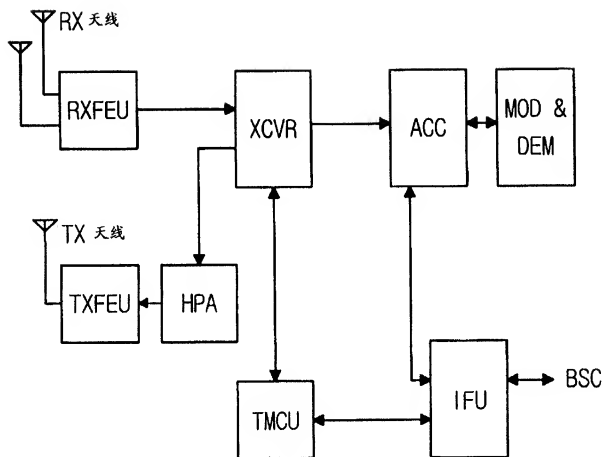 RX 天线
RXFEU
XCVR
ACC
MOD &
DEM
TX 天线
TXFEU
HPA
TMCU
IFU
BSC